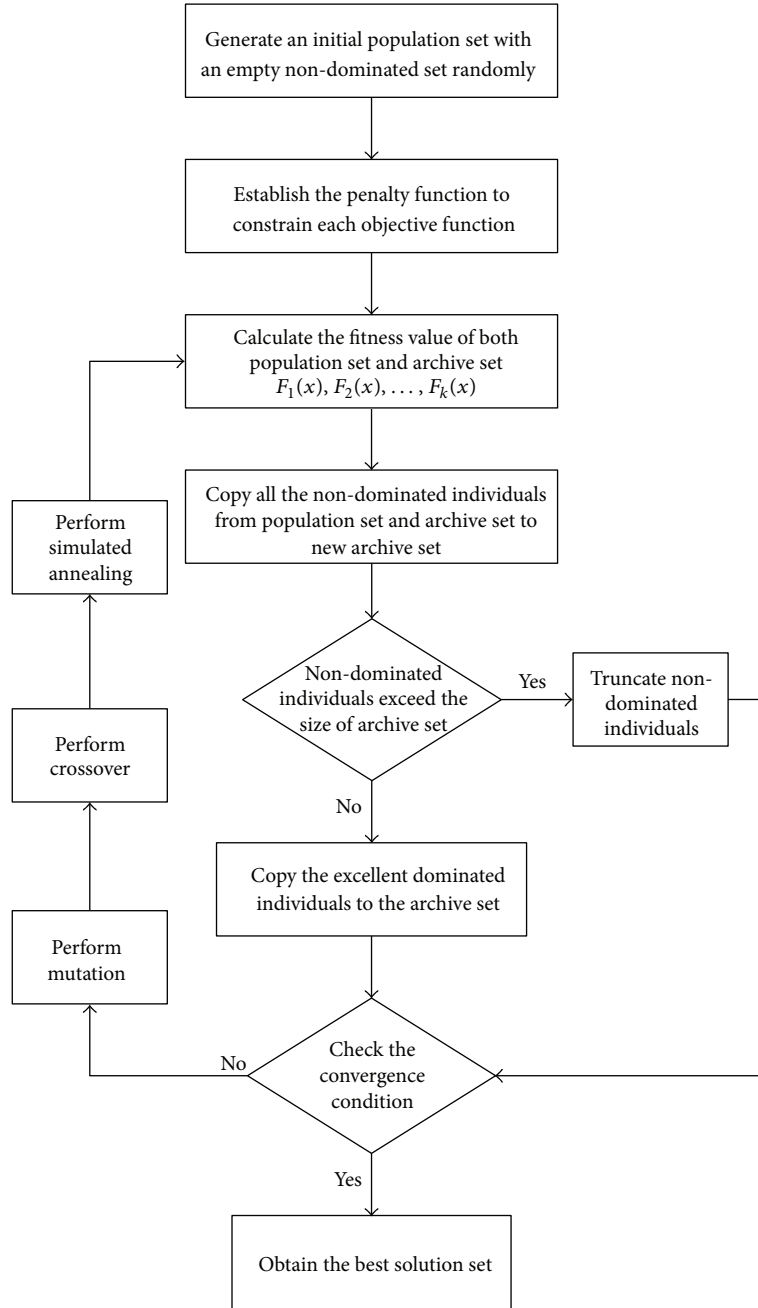 Generate an initial population set with
an empty non-dominated set randomly
Establish the penalty function to
constrain each objective function
Calculate the fitness value of both
population set and archive set
F₁(x), F₂(x), . . . , Fₖ(x)
Copy all the non-dominated individuals
from population set and archive set to
new archive set
Perform
simulated
annealing
Non-dominated
individuals exceed the
size of archive set
Yes
Truncate non-
dominated
individuals
Perform
crossover
No
Copy the excellent dominated
individuals to the archive set
Perform
mutation
No
Check the
convergence
condition
Yes
Obtain the best solution set